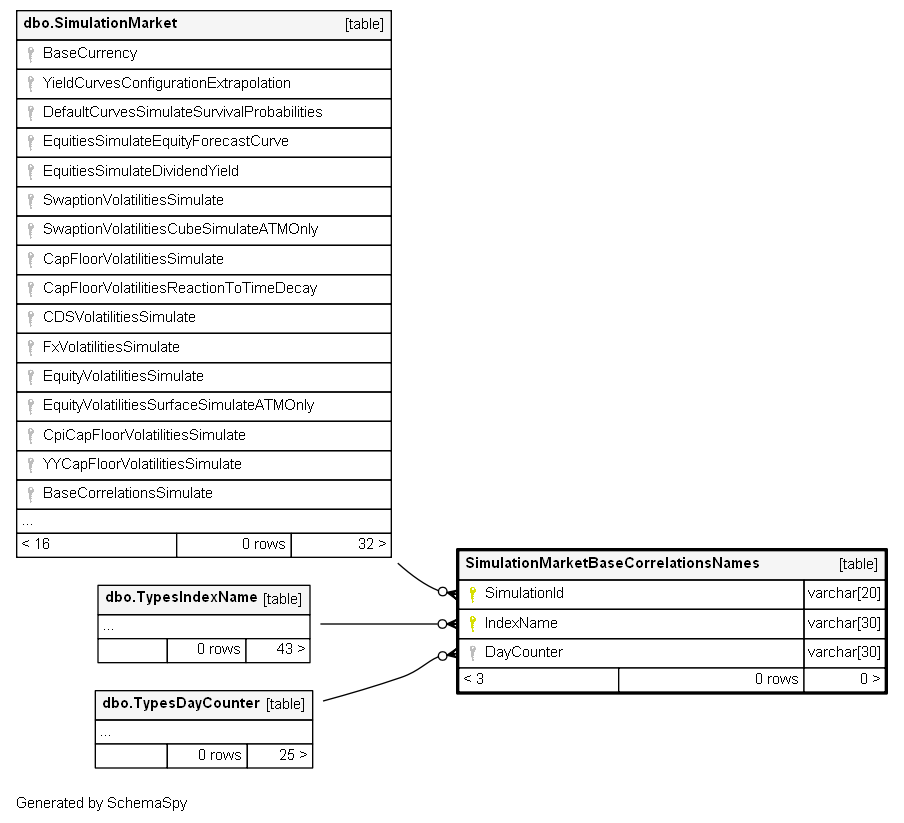 dbo.SimulationMarket [table]
BaseCurrency
YieldCurvesConfigurationExtrapolation
DefaultCurvesSimulateSurvivalProbabilities
EquitiesSimulateEquityForecastCurve
EquitiesSimulateDividendYield
SwaptionVolatilitiesSimulate
SwaptionVolatilitiesCubeSimulateATMOnly
CapFloorVolatilitiesSimulate
CapFloorVolatilitiesReactionToTimeDecay
CDSVolatilitiesSimulate
FxVolatilitiesSimulate
EquityVolatilitiesSimulate
EquityVolatilitiesSurfaceSimulateATMOnly
CpiCapFloorVolatilitiesSimulate
YYCapFloorVolatilitiesSimulate
BaseCorrelationsSimulate
...
< 16 0 rows 32 >
dbo.TypesIndexName [table]
...
0 rows 43 >
dbo.TypesDayCounter [table]
...
0 rows 25 >
SimulationMarketBaseCorrelationsNames [table]
SimulationId varchar[20]
IndexName varchar[30]
DayCounter varchar[30]
< 3 0 rows 0 >
Generated by SchemaSpy